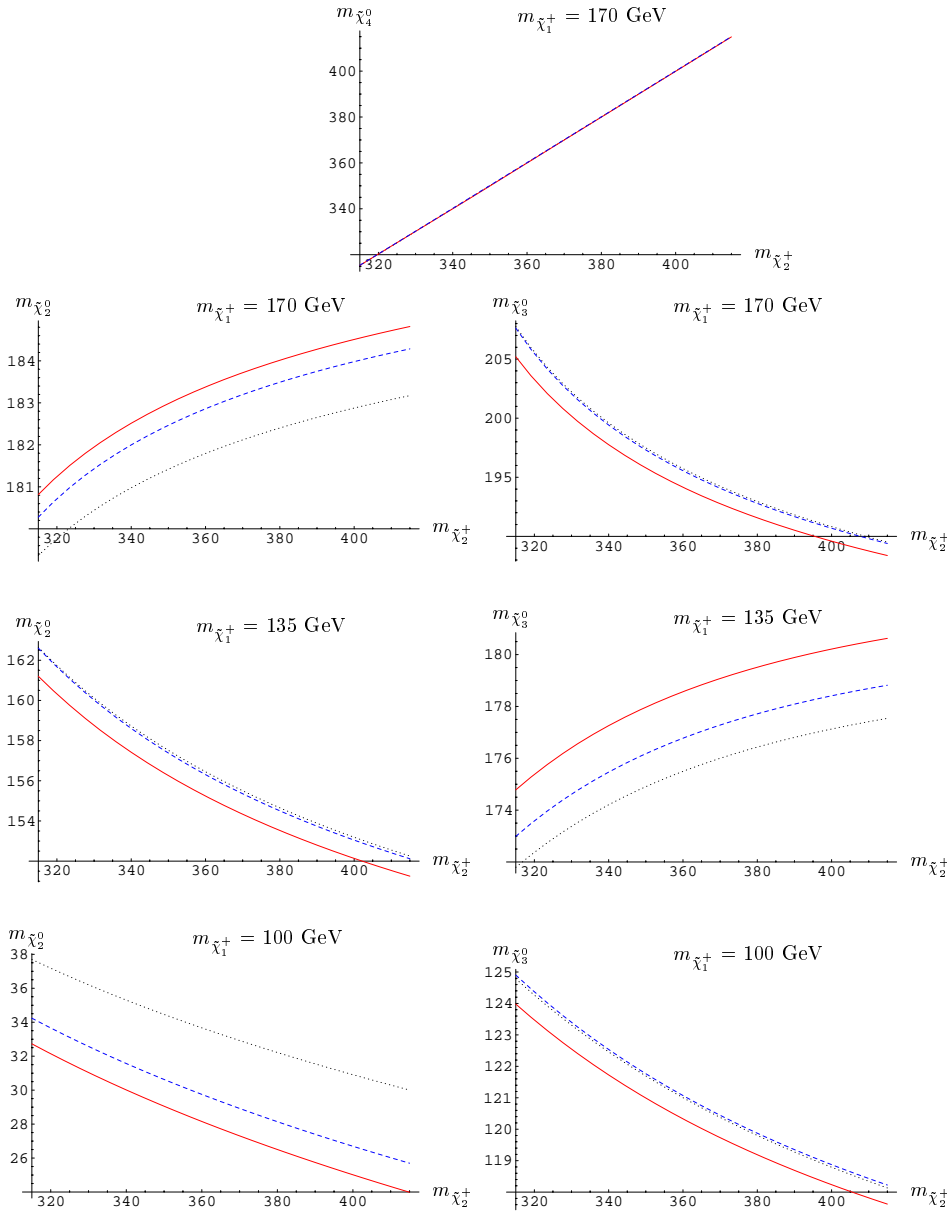 m_{\tilde{\chi}_4^0} m_{\tilde{\chi}_1^+} = 170 GeV
400
380
360
340
320 340 360 380 400 m_{\tilde{\chi}_2^+}
m_{\tilde{\chi}_2^0} m_{\tilde{\chi}_1^+} = 170 GeV
184
183
182
181
320 340 360 380 400 m_{\tilde{\chi}_2^+}
m_{\tilde{\chi}_3^0} m_{\tilde{\chi}_1^+} = 170 GeV
205
200
195
320 340 360 380 400 m_{\tilde{\chi}_2^+}
m_{\tilde{\chi}_2^0} m_{\tilde{\chi}_1^+} = 135 GeV
162
160
158
156
154
320 340 360 380 400 m_{\tilde{\chi}_2^+}
m_{\tilde{\chi}_3^0} m_{\tilde{\chi}_1^+} = 135 GeV
180
178
176
174
320 340 360 380 400 m_{\tilde{\chi}_2^+}
m_{\tilde{\chi}_2^0} m_{\tilde{\chi}_1^+} = 100 GeV
38
36
34
32
30
28
26
320 340 360 380 400 m_{\tilde{\chi}_2^+}
m_{\tilde{\chi}_3^0} m_{\tilde{\chi}_1^+} = 100 GeV
125
124
123
122
121
120
119
320 340 360 380 400 m_{\tilde{\chi}_2^+}